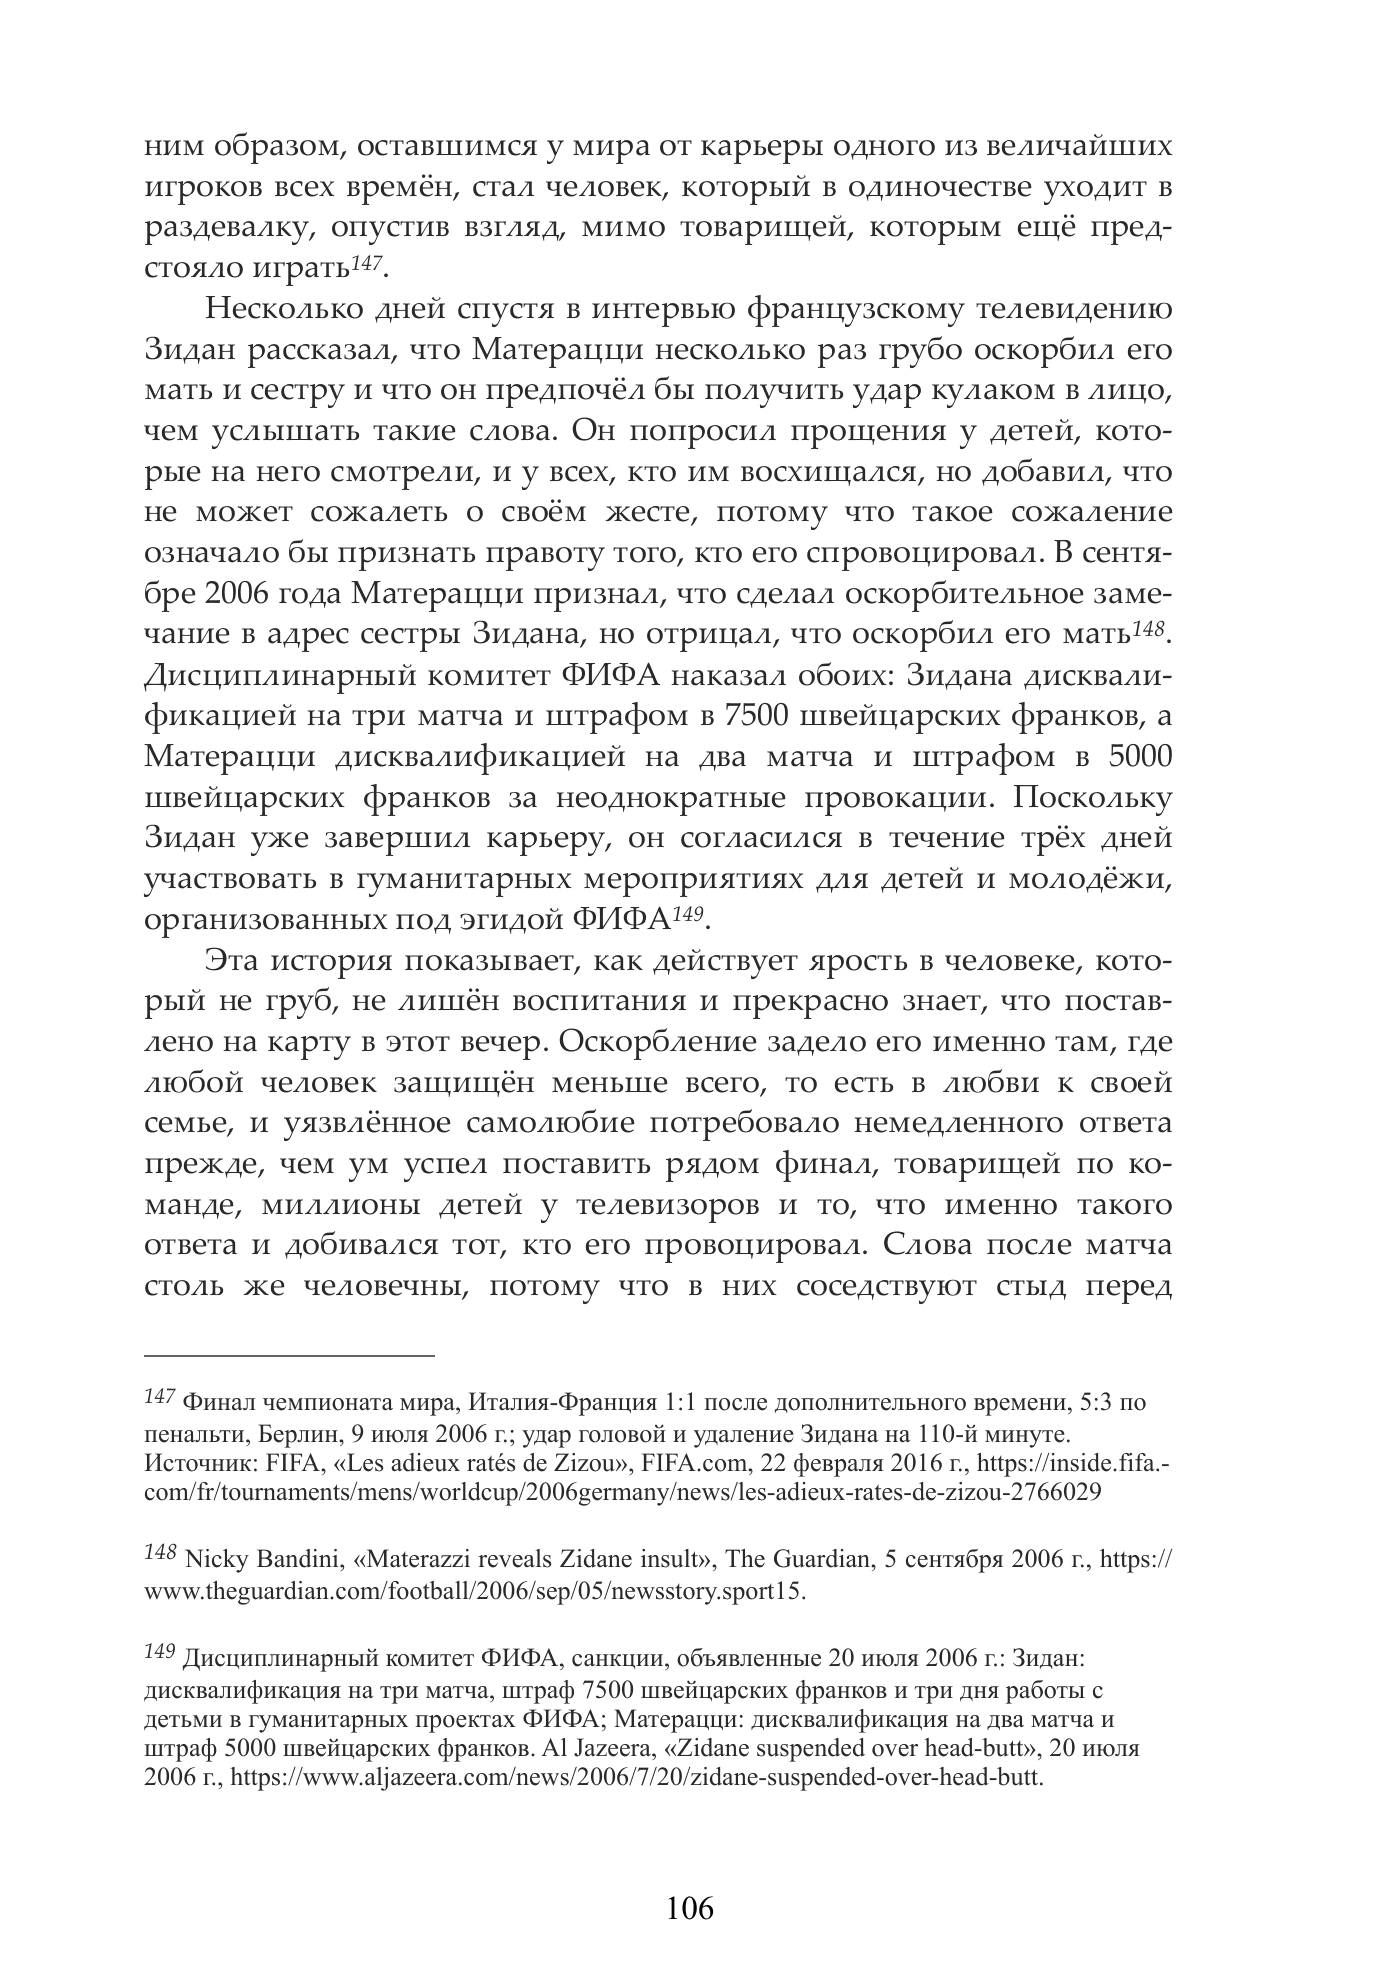 ним образом, оставшимся у мира от карьеры одного из величайших
игроков всех времён, стал человек, который в одиночестве уходит в
раздевалку, опустив взгляд, мимо товарищей, которым ещё пред-
стояло играть147.
Несколько дней спустя в интервью французскому телевидению
Зидан рассказал, что Матерацци несколько раз грубо оскорбил его
мать и сестру и что он предпочёл бы получить удар кулаком в лицо,
чем услышать такие слова. Он попросил прощения у детей, кото-
рые на него смотрели, и у всех, кто им восхищался, но добавил, что
не может сожалеть о своём жесте, потому что такое сожаление
означало бы признать правоту того, кто его спровоцировал. В сентя-
бре 2006 года Матерацци признал, что сделал оскорбительное заме-
чание в адрес сестры Зидана, но отрицал, что оскорбил его мать148.
Дисциплинарный комитет ФИФА наказал обоих: Зидана дисквали-
фикацией на три матча и штрафом в 7500 швейцарских франков, а
Матерацци дисквалификацией на два матча и штрафом в 5000
швейцарских франков за неоднократные провокации. Поскольку
Зидан уже завершил карьеру, он согласился в течение трёх дней
участвовать в гуманитарных мероприятиях для детей и молодёжи,
организованных под эгидой ФИФА149.
Эта история показывает, как действует ярость в человеке, кото-
рый не груб, не лишён воспитания и прекрасно знает, что постав-
лено на карту в этот вечер. Оскорбление задело его именно там, где
любой человек защищён меньше всего, то есть в любви к своей
семье, и уязвлённое самолюбие потребовало немедленного ответа
прежде, чем ум успел поставить рядом финал, товарищей по ко-
манде, миллионы детей у телевизоров и то, что именно такого
ответа и добивался тот, кто его провоцировал. Слова после матча
столь же человечны, потому что в них соседствуют стыд перед
147 Финал чемпионата мира, Италия-Франция 1:1 после дополнительного времени, 5:3 по
пенальти, Берлин, 9 июля 2006 г.; удар головой и удаление Зидана на 110-й минуте.
Источник: FIFA, «Les adieux ratés de Zizou», FIFA.com, 22 февраля 2016 г., https://inside.fifa.-
com/fr/tournaments/mens/worldcup/2006germany/news/les-adieux-rates-de-zizou-2766029
148 Nicky Bandini, «Materazzi reveals Zidane insult», The Guardian, 5 сентября 2006 г., https://
www.theguardian.com/football/2006/sep/05/newsstory.sport15.
149 Дисциплинарный комитет ФИФА, санкции, объявленные 20 июля 2006 г.: Зидан:
дисквалификация на три матча, штраф 7500 швейцарских франков и три дня работы с
детьми в гуманитарных проектах ФИФА; Матерацци: дисквалификация на два матча и
штраф 5000 швейцарских франков. Al Jazeera, «Zidane suspended over head-butt», 20 июля
2006 г., https://www.aljazeera.com/news/2006/7/20/zidane-suspended-over-head-butt.
106